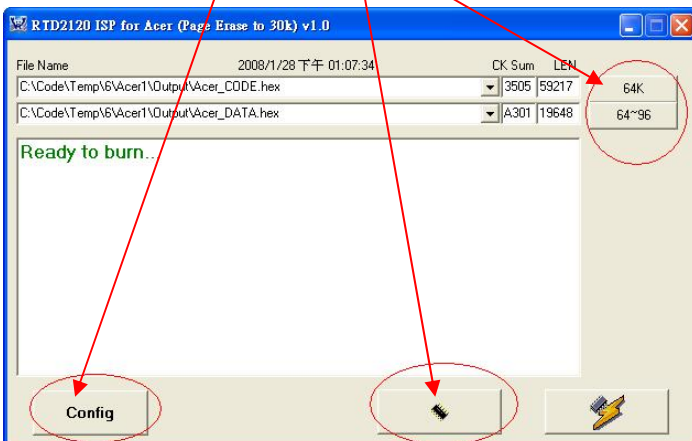 RTD2120 ISP for Acer (Page Erase to 30k) v1.0
File Name 2008/1/28 下午 01:07:34 CK Sum LEN
C:\Code\Temp\6\Acer1\Output\Acer_CODE.hex 3505 59217 64K
C:\Code\Temp\6\Acer1\Output\Acer_DATA.hex A301 19648 64~96
Ready to burn...
Config